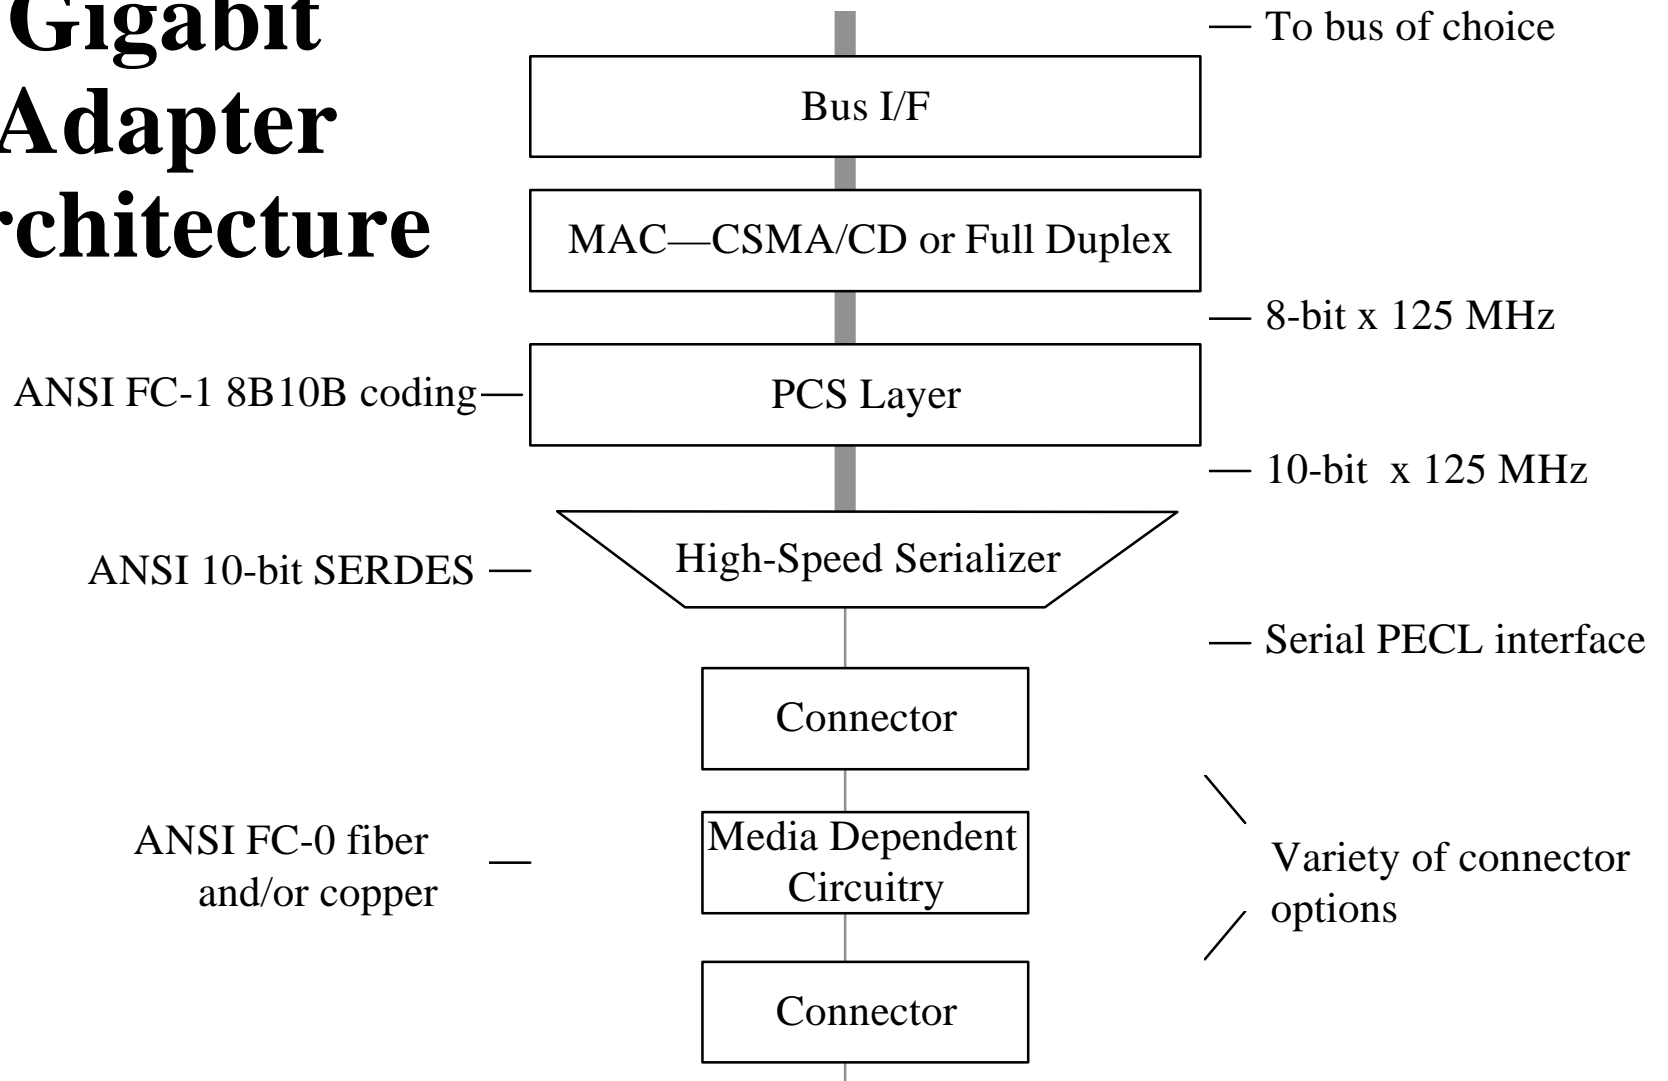 Gigabit
Adapter
rchitecture
To bus of choice
Bus I/F
MAC—CSMA/CD or Full Duplex
8-bit x 125 MHz
ANSI FC-1 8B10B coding
PCS Layer
10-bit x 125 MHz
ANSI 10-bit SERDES
High-Speed Serializer
Serial PECL interface
Connector
ANSI FC-0 fiber
and/or copper
Media Dependent
Circuitry
Variety of connector
options
Connector